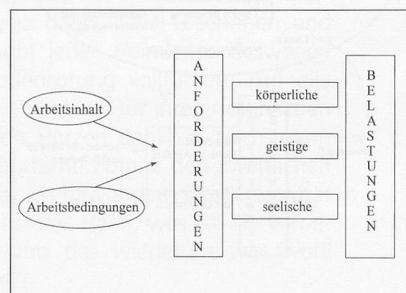 Arbeitsinhalt
Arbeitsbedingungen
ANFORDERUNGEN
körperliche
geistige
seelische
BELASTUNGEN